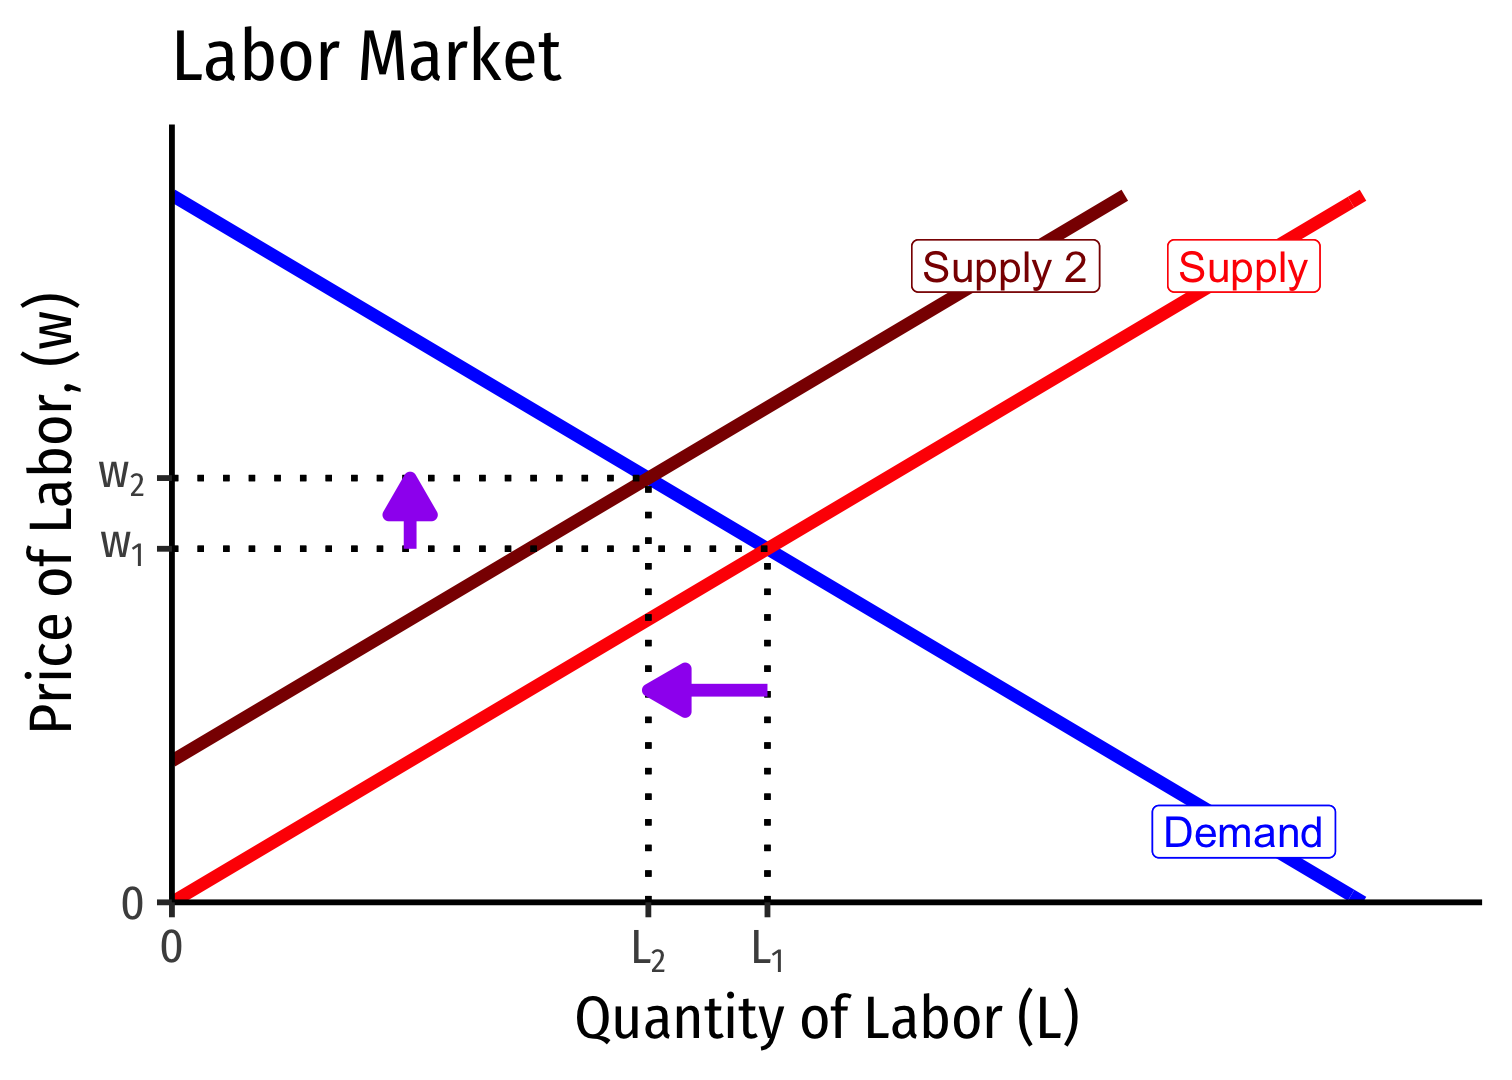 Labor Market
Price of Labor, (w)
Supply 2
Supply
w₂
w₁
Demand
0
0
L₂
L₁
Quantity of Labor (L)